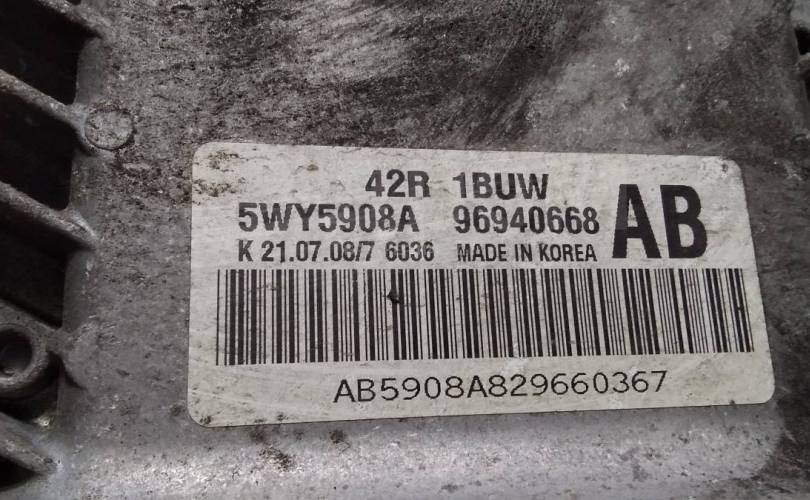 42R 1BUW
5WY5908A 96940668 AB
K 21.07.08/7 6036 MADE IN KOREA
AB5908A829660367